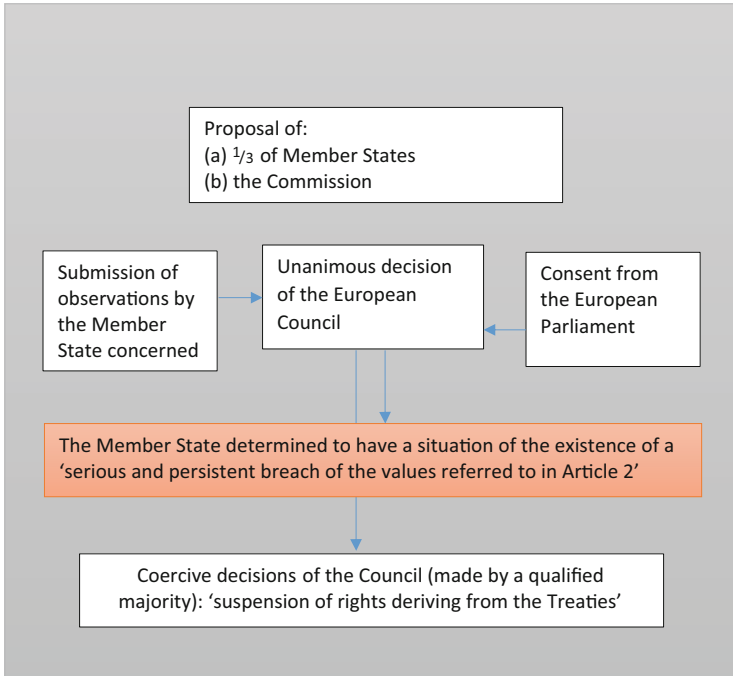 Proposal of:
(a) 1/3 of Member States
(b) the Commission
Submission of
observations by
the Member
State concerned
Unanimous decision
of the European
Council
Consent from
the European
Parliament
The Member State determined to have a situation of the existence of a
‘serious and persistent breach of the values referred to in Article 2’
Coercive decisions of the Council (made by a qualified
majority): ‘suspension of rights deriving from the Treaties’